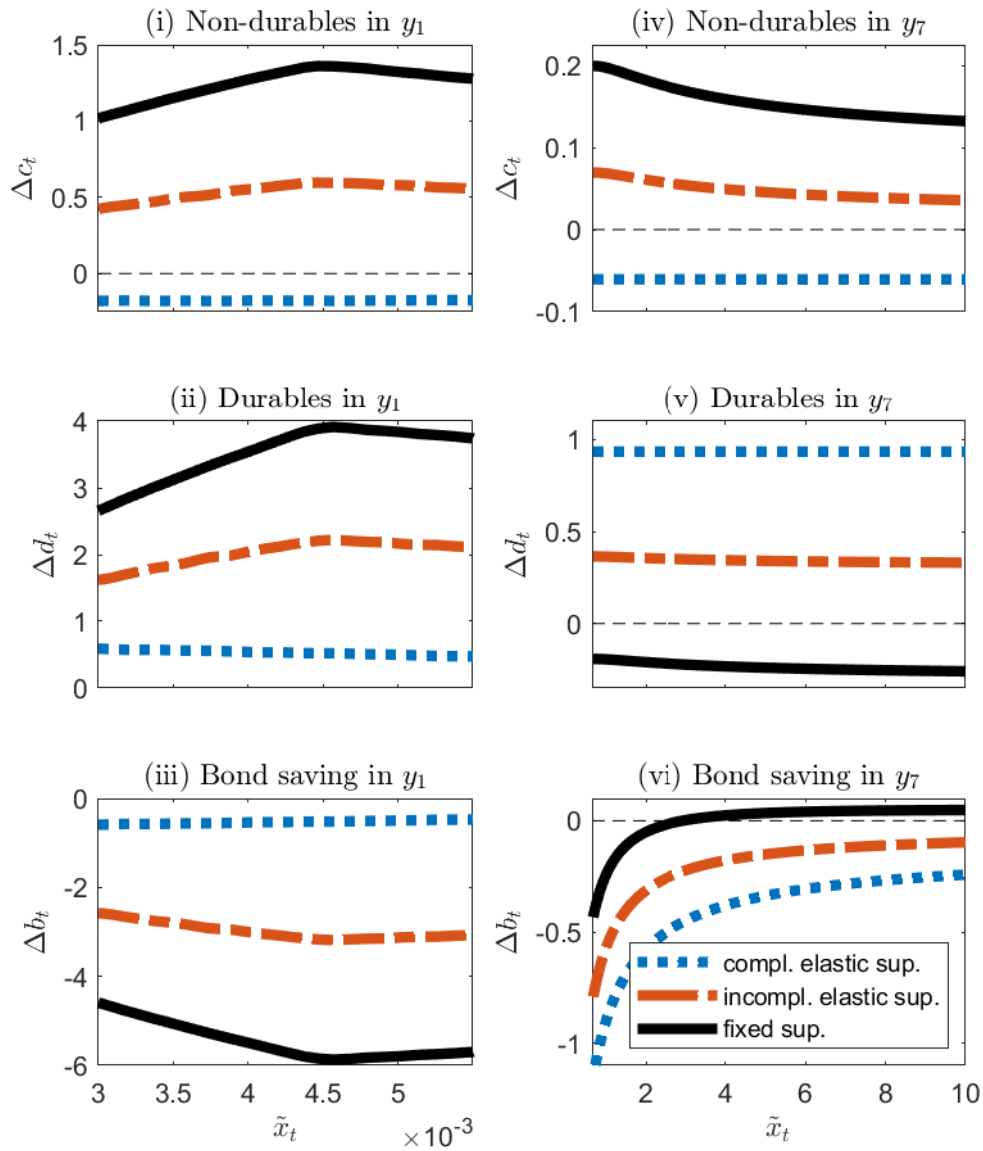 (i) Non-durables in y₁
1.5
1
0.5
0
Δcₜ
(iv) Non-durables in y₇
0.2
0.1
0
-0.1
Δcₜ
(ii) Durables in y₁
4
3
2
1
0
Δdₜ
(v) Durables in y₇
1
0.5
0
Δdₜ
(iii) Bond saving in y₁
0
-2
-4
-6
Δbₜ
3 3.5 4 4.5 5
x̃ₜ
×10⁻³
(vi) Bond saving in y₇
0
-0.5
-1
Δbₜ
compl. elastic sup.
incompl. elastic sup.
fixed sup.
2 4 6 8 10
x̃ₜ